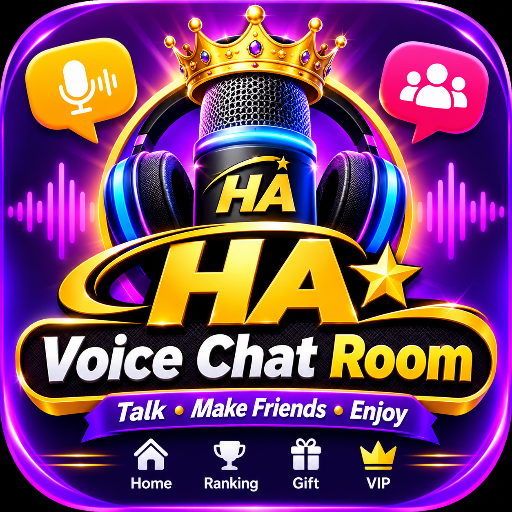 HA
HA
Voice Chat Room
Talk • Make Friends • Enjoy
Home Ranking Gift VIP